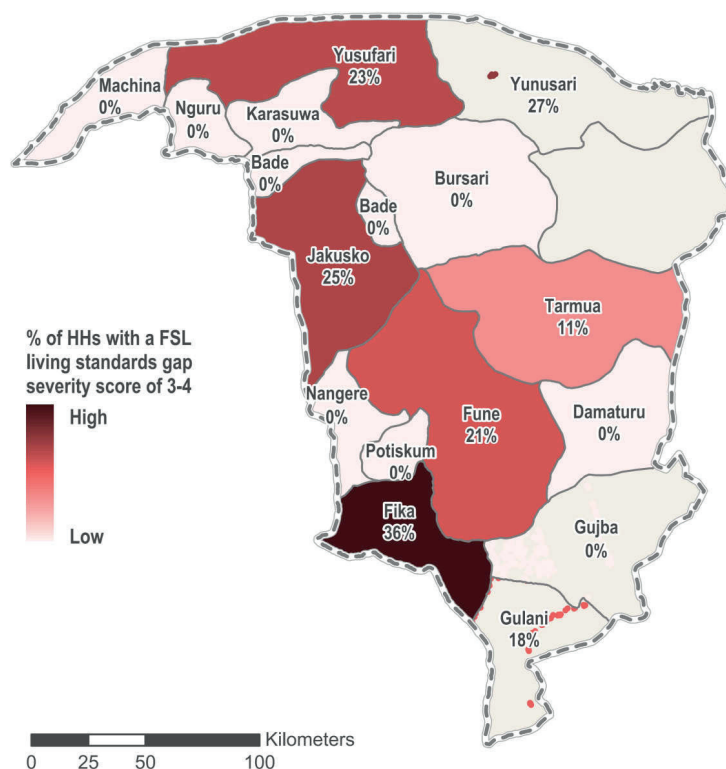 Yusufari
23%
Machina
0%
Yunusari
27%
Nguru
0%
Karasuwa
0%
Bade
0%
Bursari
0%
Bade
0%
Jakusko
25%
Tarmua
11%
% of HHs with a FSL
living standards gap
severity score of 3-4
High
Low
Nangere
0%
Fune
21%
Damaturu
0%
Potiskum
0%
Fika
36%
Gujba
0%
Gulani
18%
Kilometers
0 25 50 100